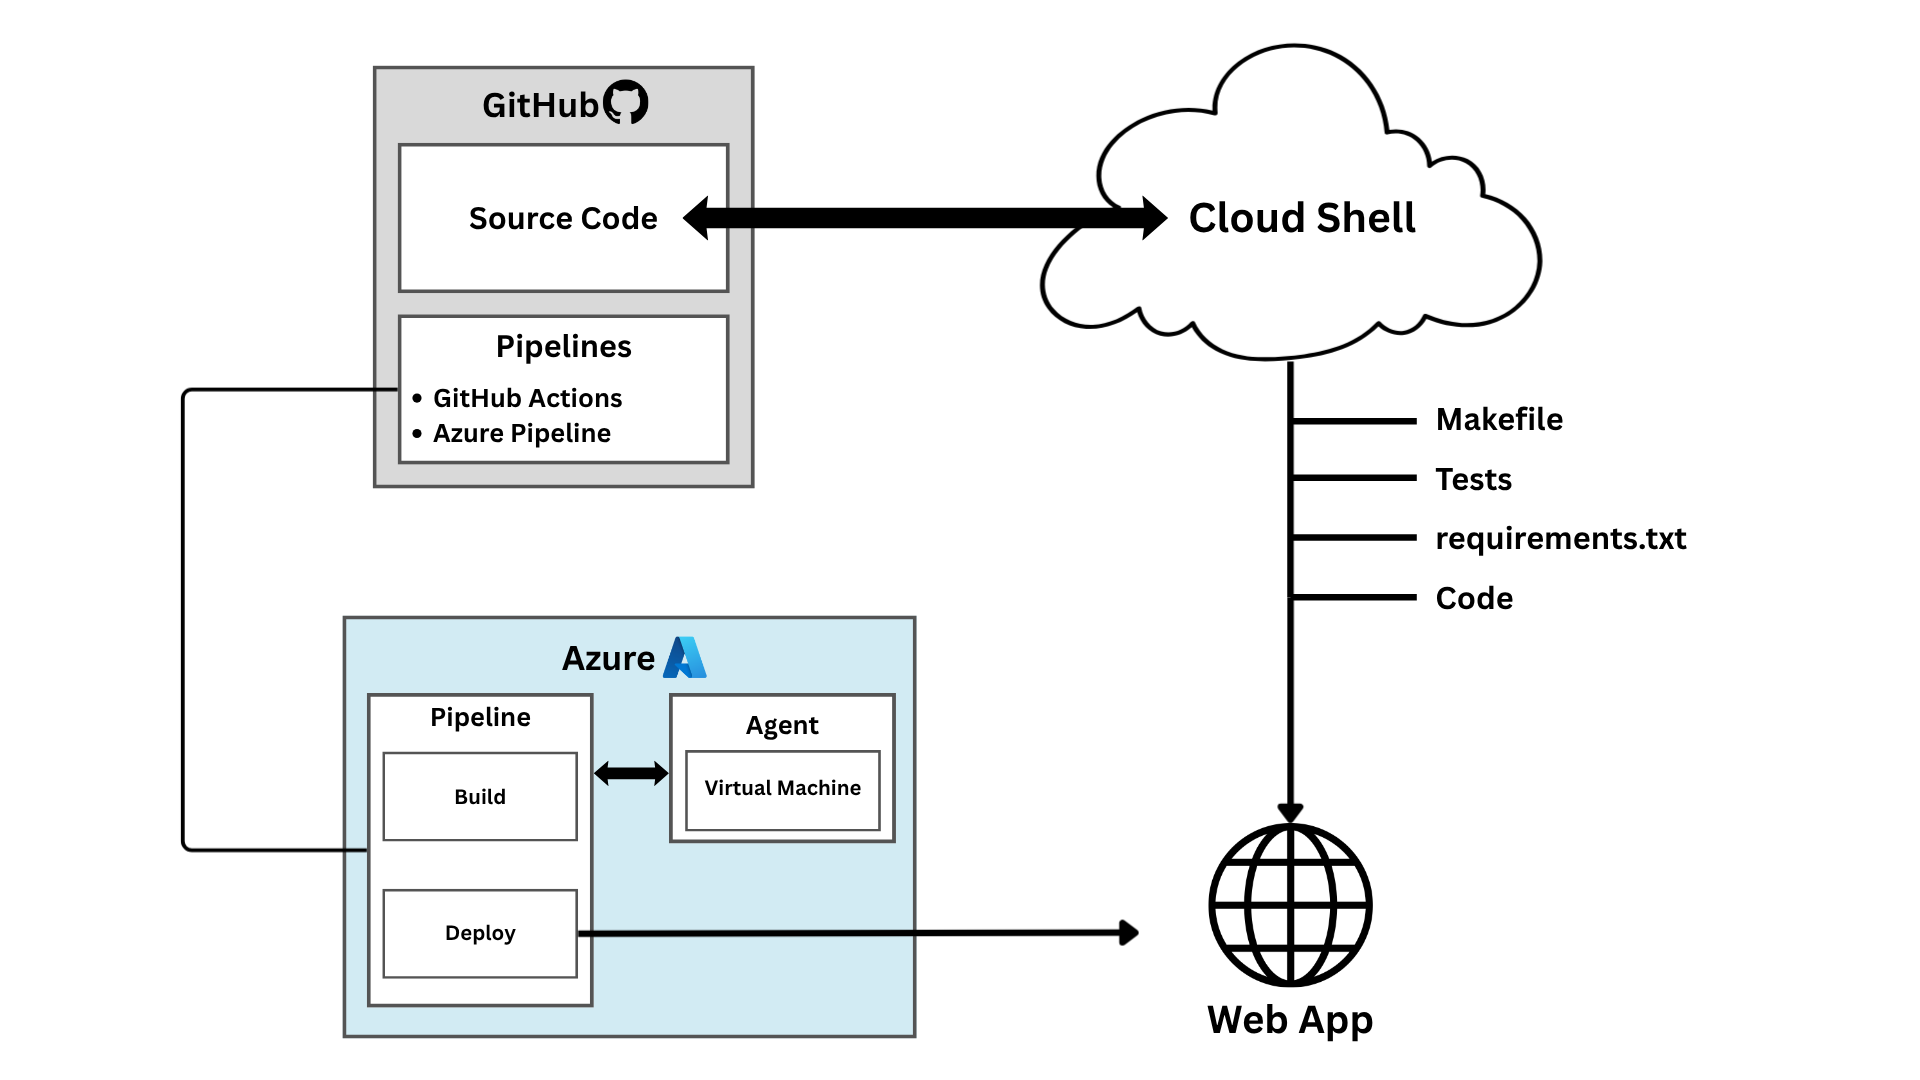 GitHub
Source Code
Pipelines
• GitHub Actions
• Azure Pipeline
Cloud Shell
Makefile
Tests
requirements.txt
Code
Azure
Pipeline
Build
Deploy
Agent
Virtual Machine
Web App